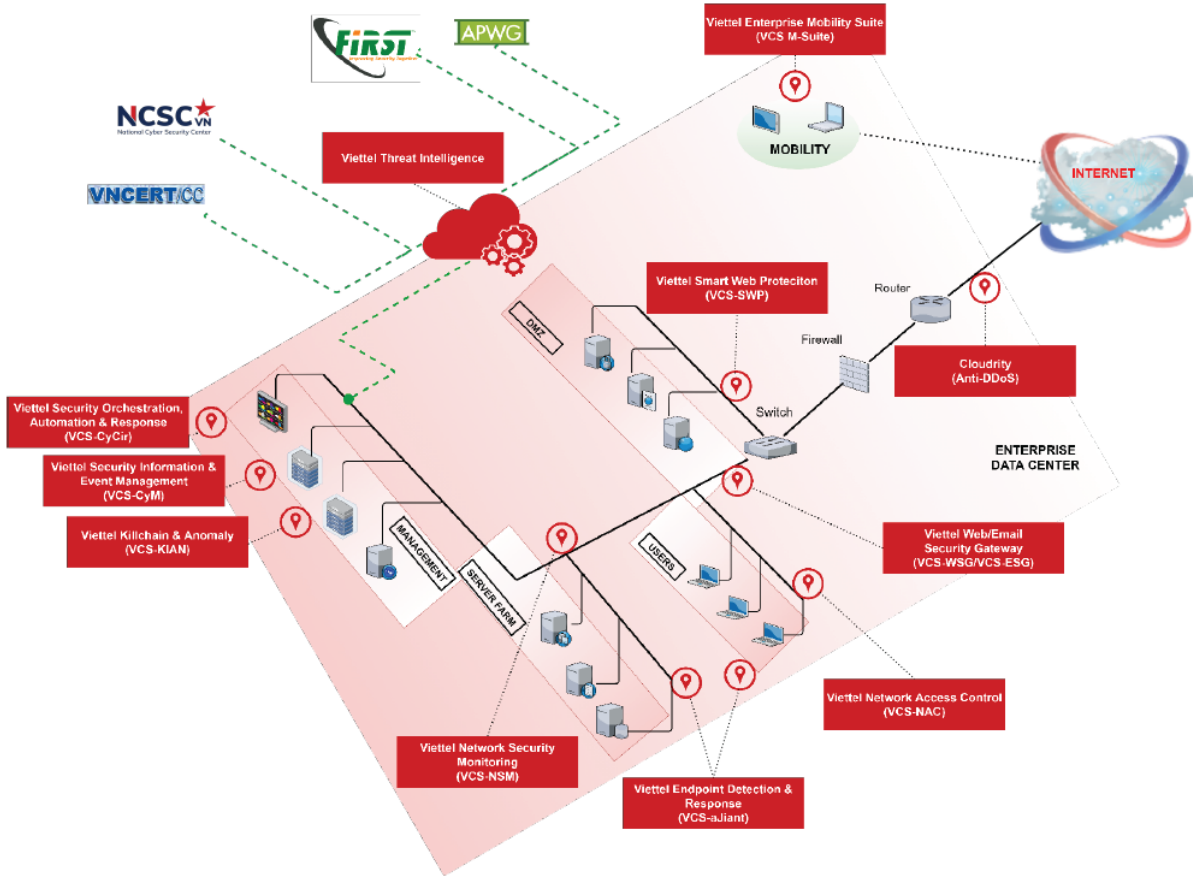 FiRST
Improving Security Together
APWG
Viettel Enterprise Mobility Suite
(VCS M-Suite)
NCSC VN
National Cyber Security Center
MOBILITY
Viettel Threat Intelligence
INTERNET
VNCERT/CC
Viettel Smart Web Proteciton
(VCS-SWP)
Router
DMZ
Firewall
Cloudrity
(Anti-DDoS)
Viettel Security Orchestration,
Automation & Response
(VCS-CyCir)
Switch
ENTERPRISE
DATA CENTER
Viettel Security Information &
Event Management
(VCS-CyM)
Viettel Killchain & Anomaly
(VCS-KIAN)
MANAGEMENT
SERVER FARM
USERS
Viettel Web/Email
Security Gateway
(VCS-WSG/VCS-ESG)
Viettel Network Access Control
(VCS-NAC)
Viettel Network Security
Monitoring
(VCS-NSM)
Viettel Endpoint Detection &
Response
(VCS-aJiant)